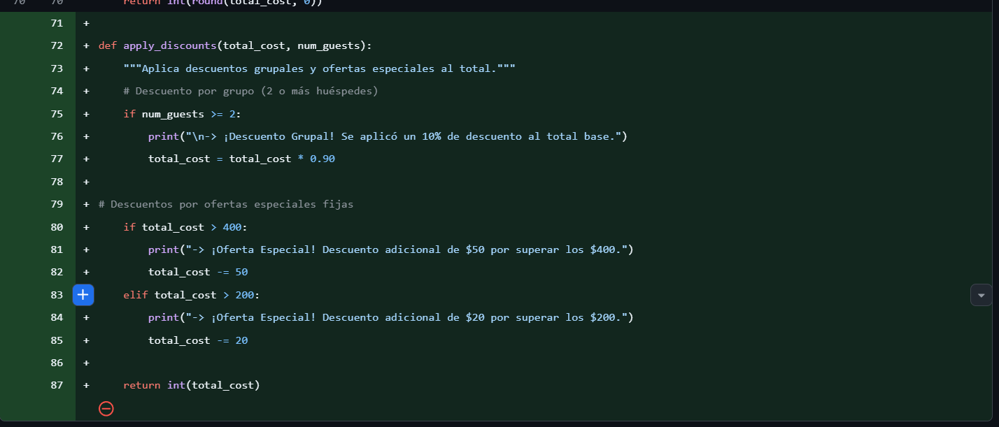 70 70 return int(round(total_cost, 0))
71 +
72 + def apply_discounts(total_cost, num_guests):
73 + """Aplica descuentos grupales y ofertas especiales al total."""
74 + # Descuento por grupo (2 o más huéspedes)
75 + if num_guests >= 2:
76 + print("\n-> ¡Descuento Grupal! Se aplicó un 10% de descuento al total base.")
77 + total_cost = total_cost * 0.90
78 +
79 + # Descuentos por ofertas especiales fijas
80 + if total_cost > 400:
81 + print("-> ¡Oferta Especial! Descuento adicional de $50 por superar los $400.")
82 + total_cost -= 50
83 + elif total_cost > 200:
84 + print("-> ¡Oferta Especial! Descuento adicional de $20 por superar los $200.")
85 + total_cost -= 20
86 +
87 + return int(total_cost)